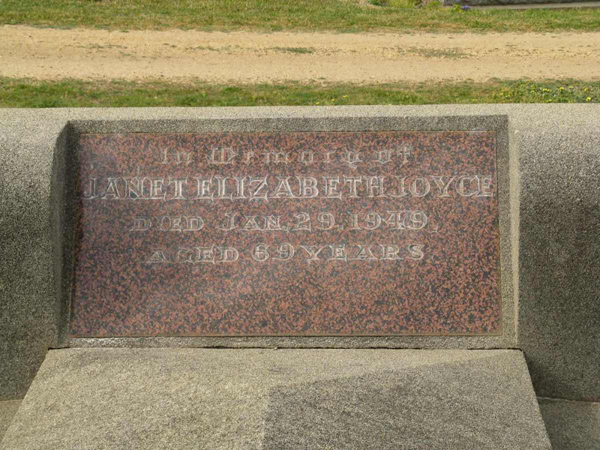 In Memory of
JANET ELIZABETH JOYCE
DIED JAN. 29, 1949,
AGED 69 YEARS